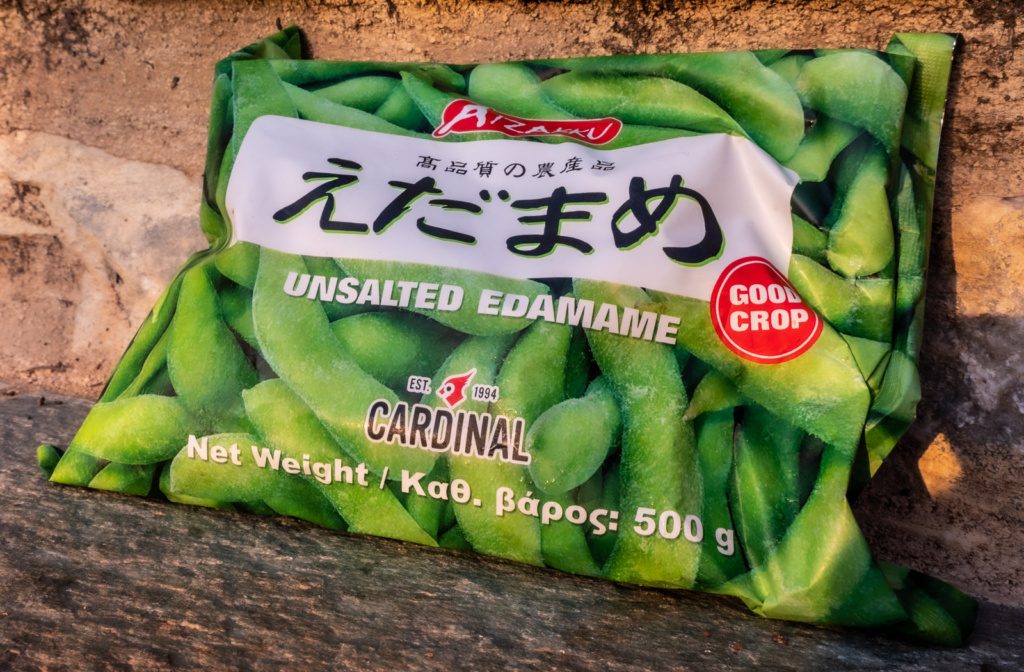 AJIZAKKU
高品質の農産品
えだまめ
UNSALTED EDAMAME
GOOD
CROP
EST. 1994
CARDINAL
Net Weight / Καθ. βάρος: 500 g